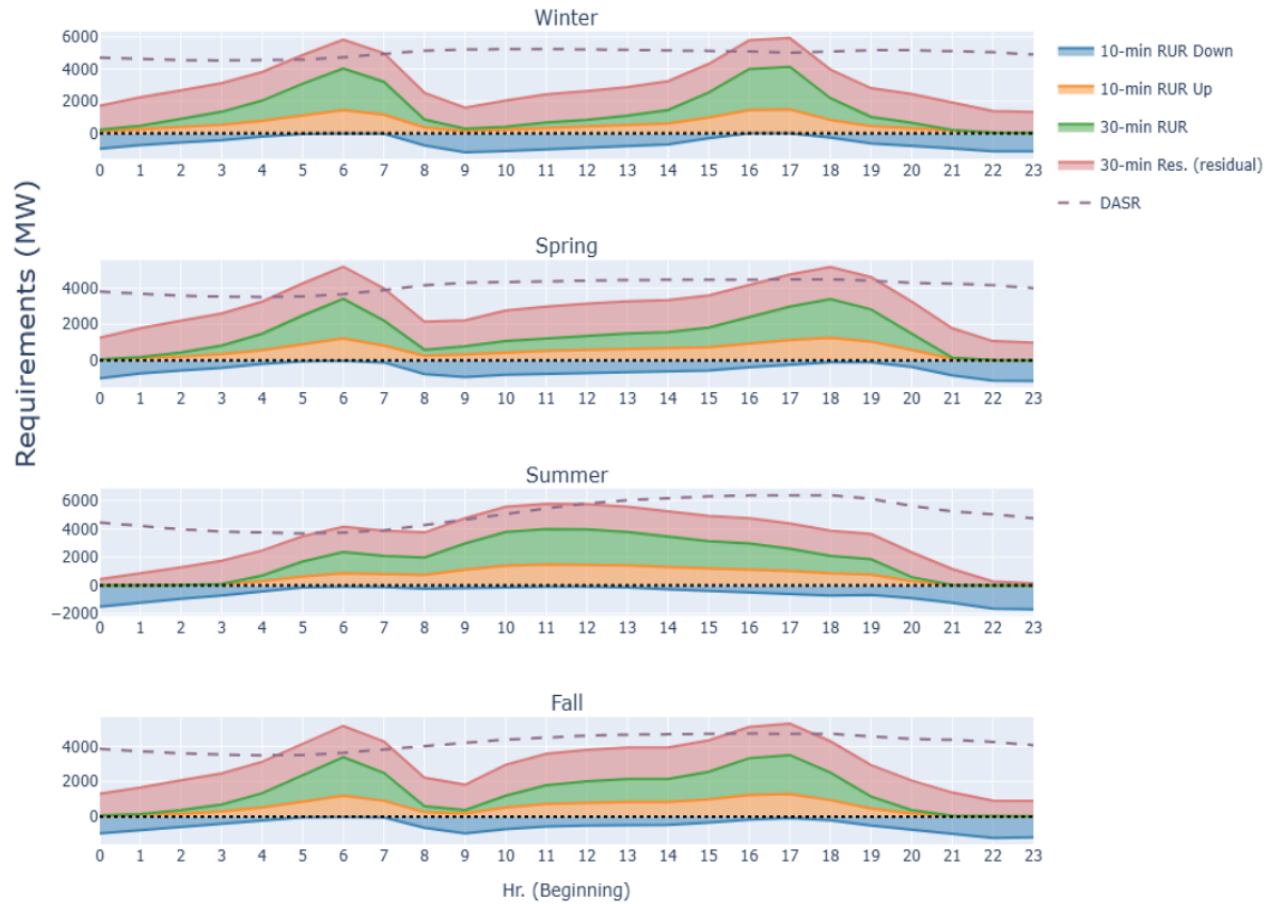 Winter
6000
4000
2000
0
0 1 2 3 4 5 6 7 8 9 10 11 12 13 14 15 16 17 18 19 20 21 22 23
10-min RUR Down
10-min RUR Up
30-min RUR
30-min Res. (residual)
DASR
Requirements (MW)
Spring
4000
2000
0
0 1 2 3 4 5 6 7 8 9 10 11 12 13 14 15 16 17 18 19 20 21 22 23
Summer
6000
4000
2000
0
−2000
0 1 2 3 4 5 6 7 8 9 10 11 12 13 14 15 16 17 18 19 20 21 22 23
Fall
4000
2000
0
0 1 2 3 4 5 6 7 8 9 10 11 12 13 14 15 16 17 18 19 20 21 22 23
Hr. (Beginning)